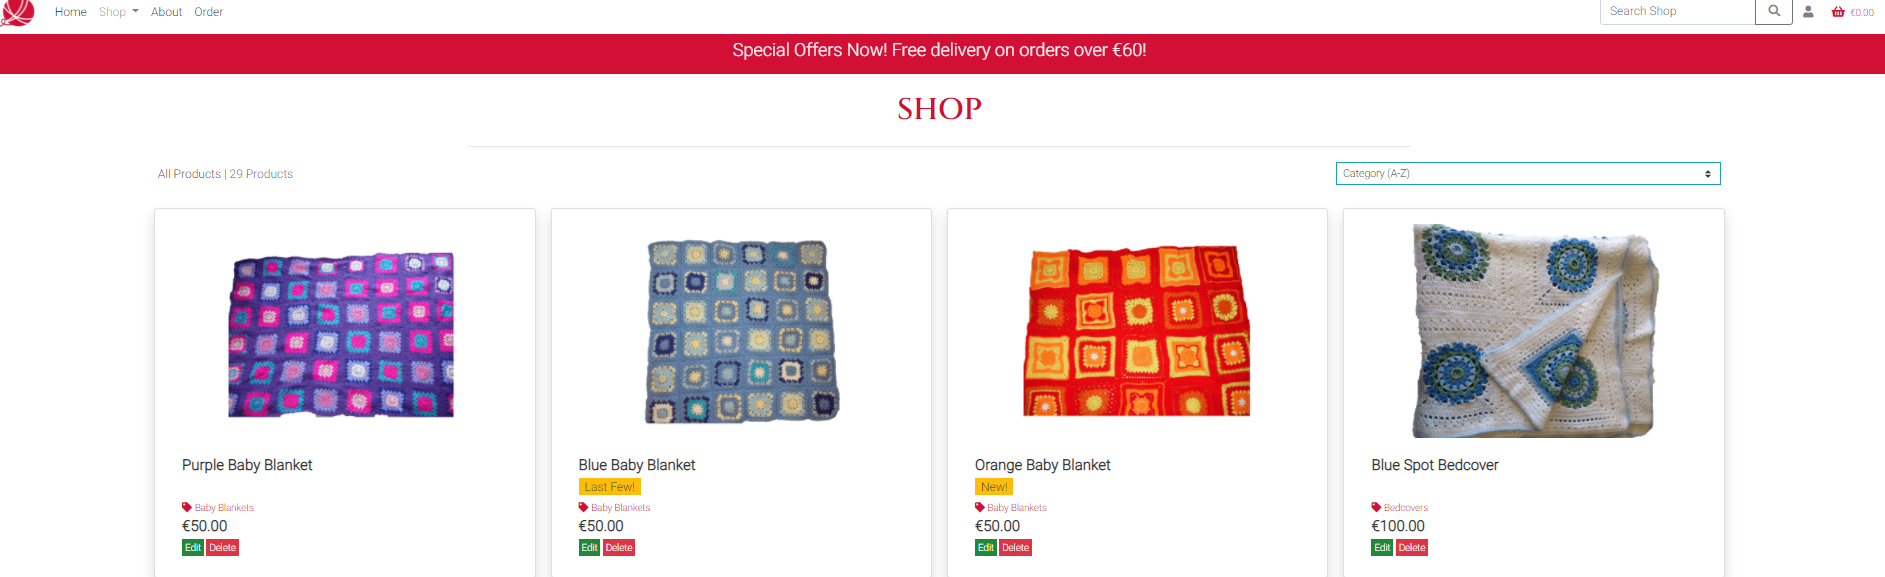 Home Shop About Order Search Shop €0.00
Special Offers Now! Free delivery on orders over €60!
SHOP
All Products | 29 Products
Category (A-Z)
Purple Baby Blanket
Baby Blankets
€50.00
Edit Delete
Blue Baby Blanket
Last Few!
Baby Blankets
€50.00
Edit Delete
Orange Baby Blanket
New!
Baby Blankets
€50.00
Edit Delete
Blue Spot Bedcover
Bedcovers
€100.00
Edit Delete